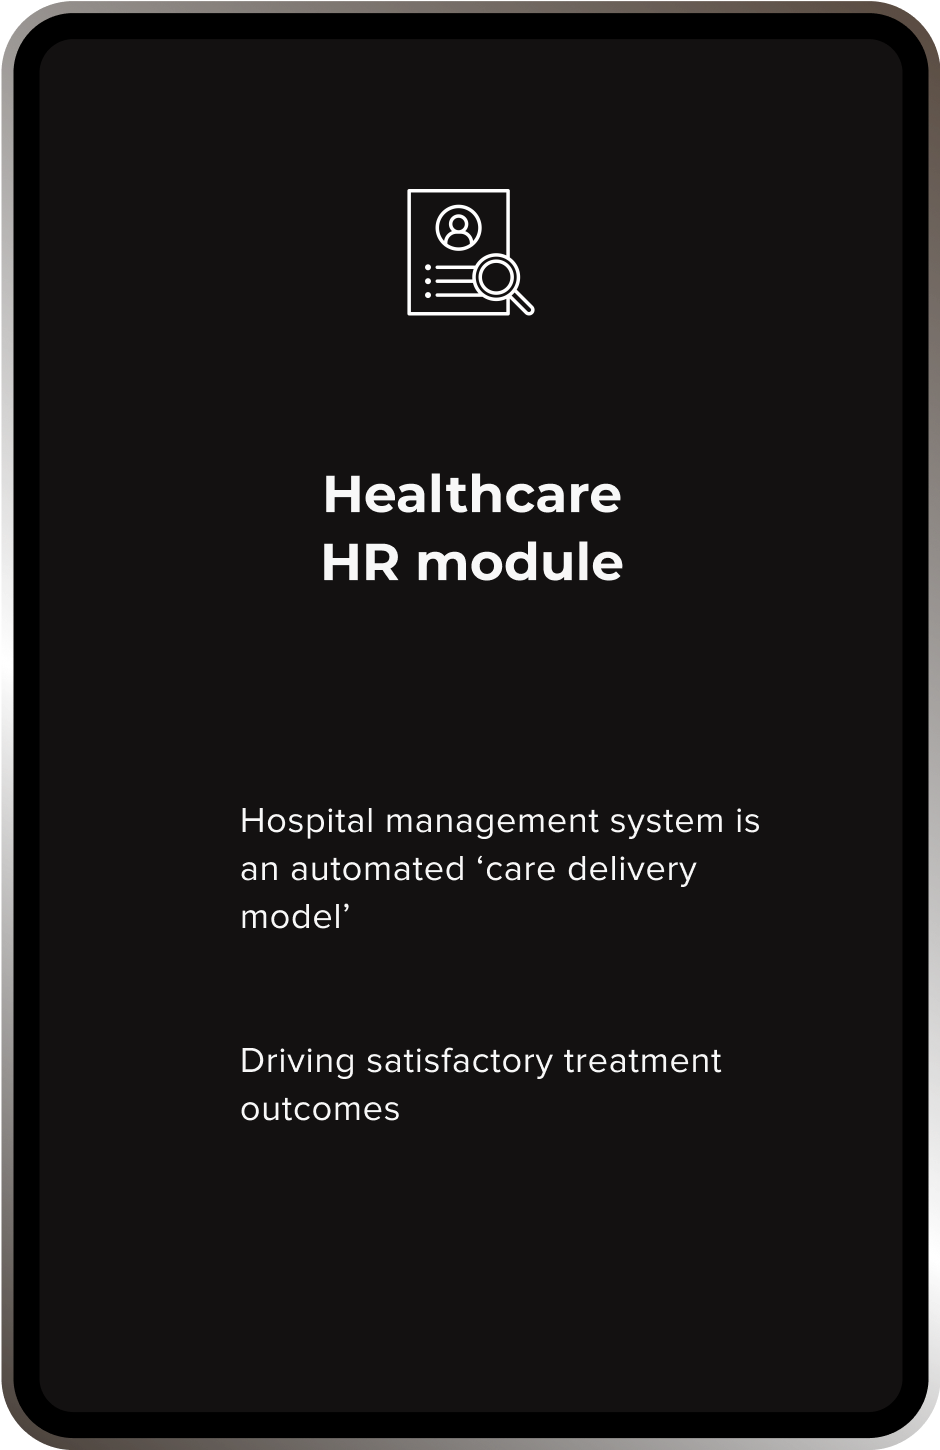 Healthcare
HR module
Hospital management system is
an automated ‘care delivery
model’
Driving satisfactory treatment
outcomes